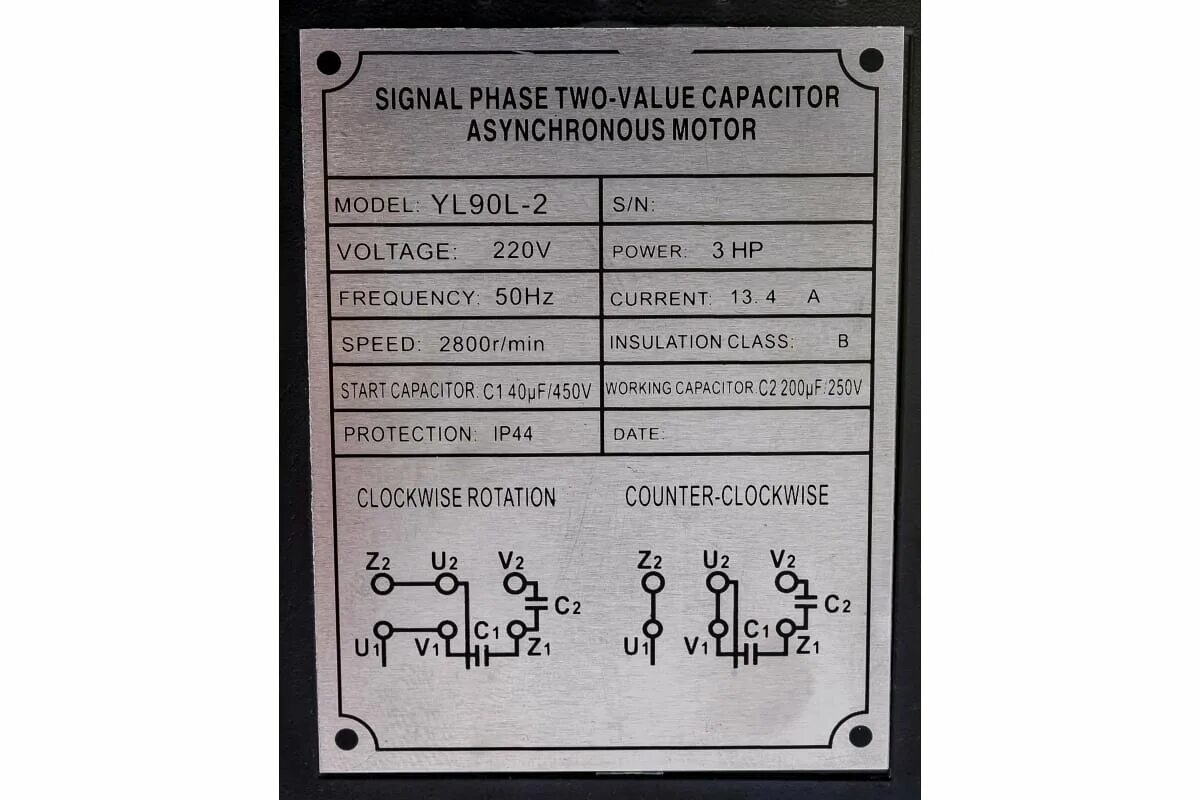 SIGNAL PHASE TWO-VALUE CAPACITOR
ASYNCHRONOUS MOTOR
MODEL: YL90L-2 S/N:
VOLTAGE: 220V POWER: 3 HP
FREQUENCY: 50Hz CURRENT: 13.4 A
SPEED: 2800r/min INSULATION CLASS: B
START CAPACITOR: C1 40μF/450V WORKING CAPACITOR C2 200μF/250V
PROTECTION: IP44 DATE:
CLOCKWISE ROTATION COUNTER-CLOCKWISE
Z2 U2 V2 Z2 U2 V2
C2 C2
U1 V1 C1 Z1 U1 V1 C1 Z1